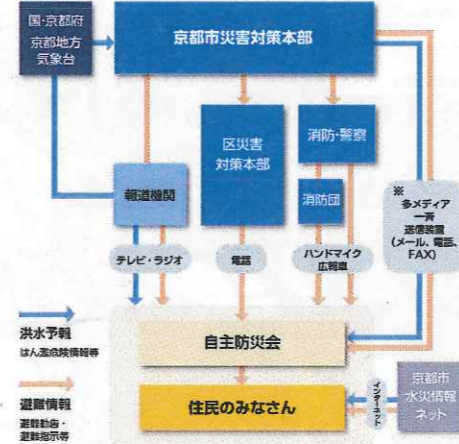 国・京都府
京都地方
気象台
京都市災害対策本部
区災害
対策本部
消防・警察
報道機関
消防団
※
多メディア
一斉
送信装置
(メール、電話、
FAX)
テレビ・ラジオ
電話
ハンドマイク
広報車
洪水予報
はん濫危険情報等
自主防災会
避難情報
避難勧告・
避難指示等
住民のみなさん
インターネット
京都市
水災情報
ネット